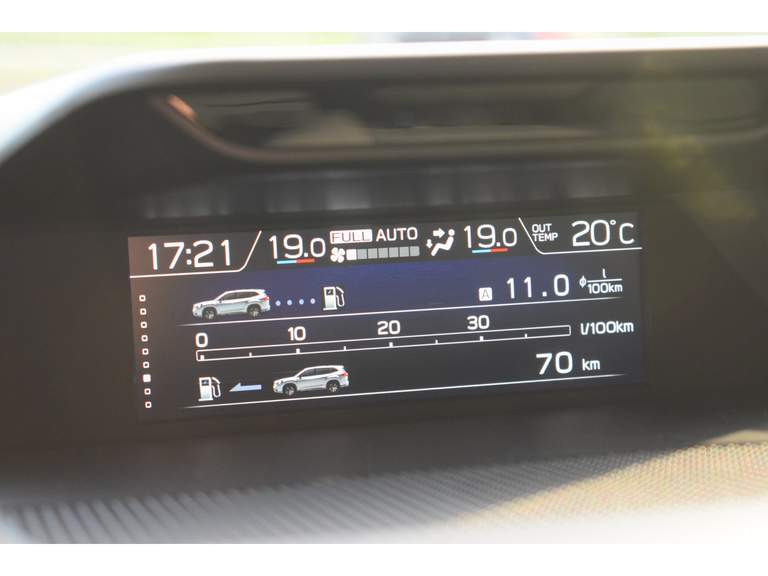 17:21 19.0 FULL AUTO 19.0 OUT TEMP 20°C
A 11.0 ϕ l/100km
0 10 20 30 l/100km
70 km